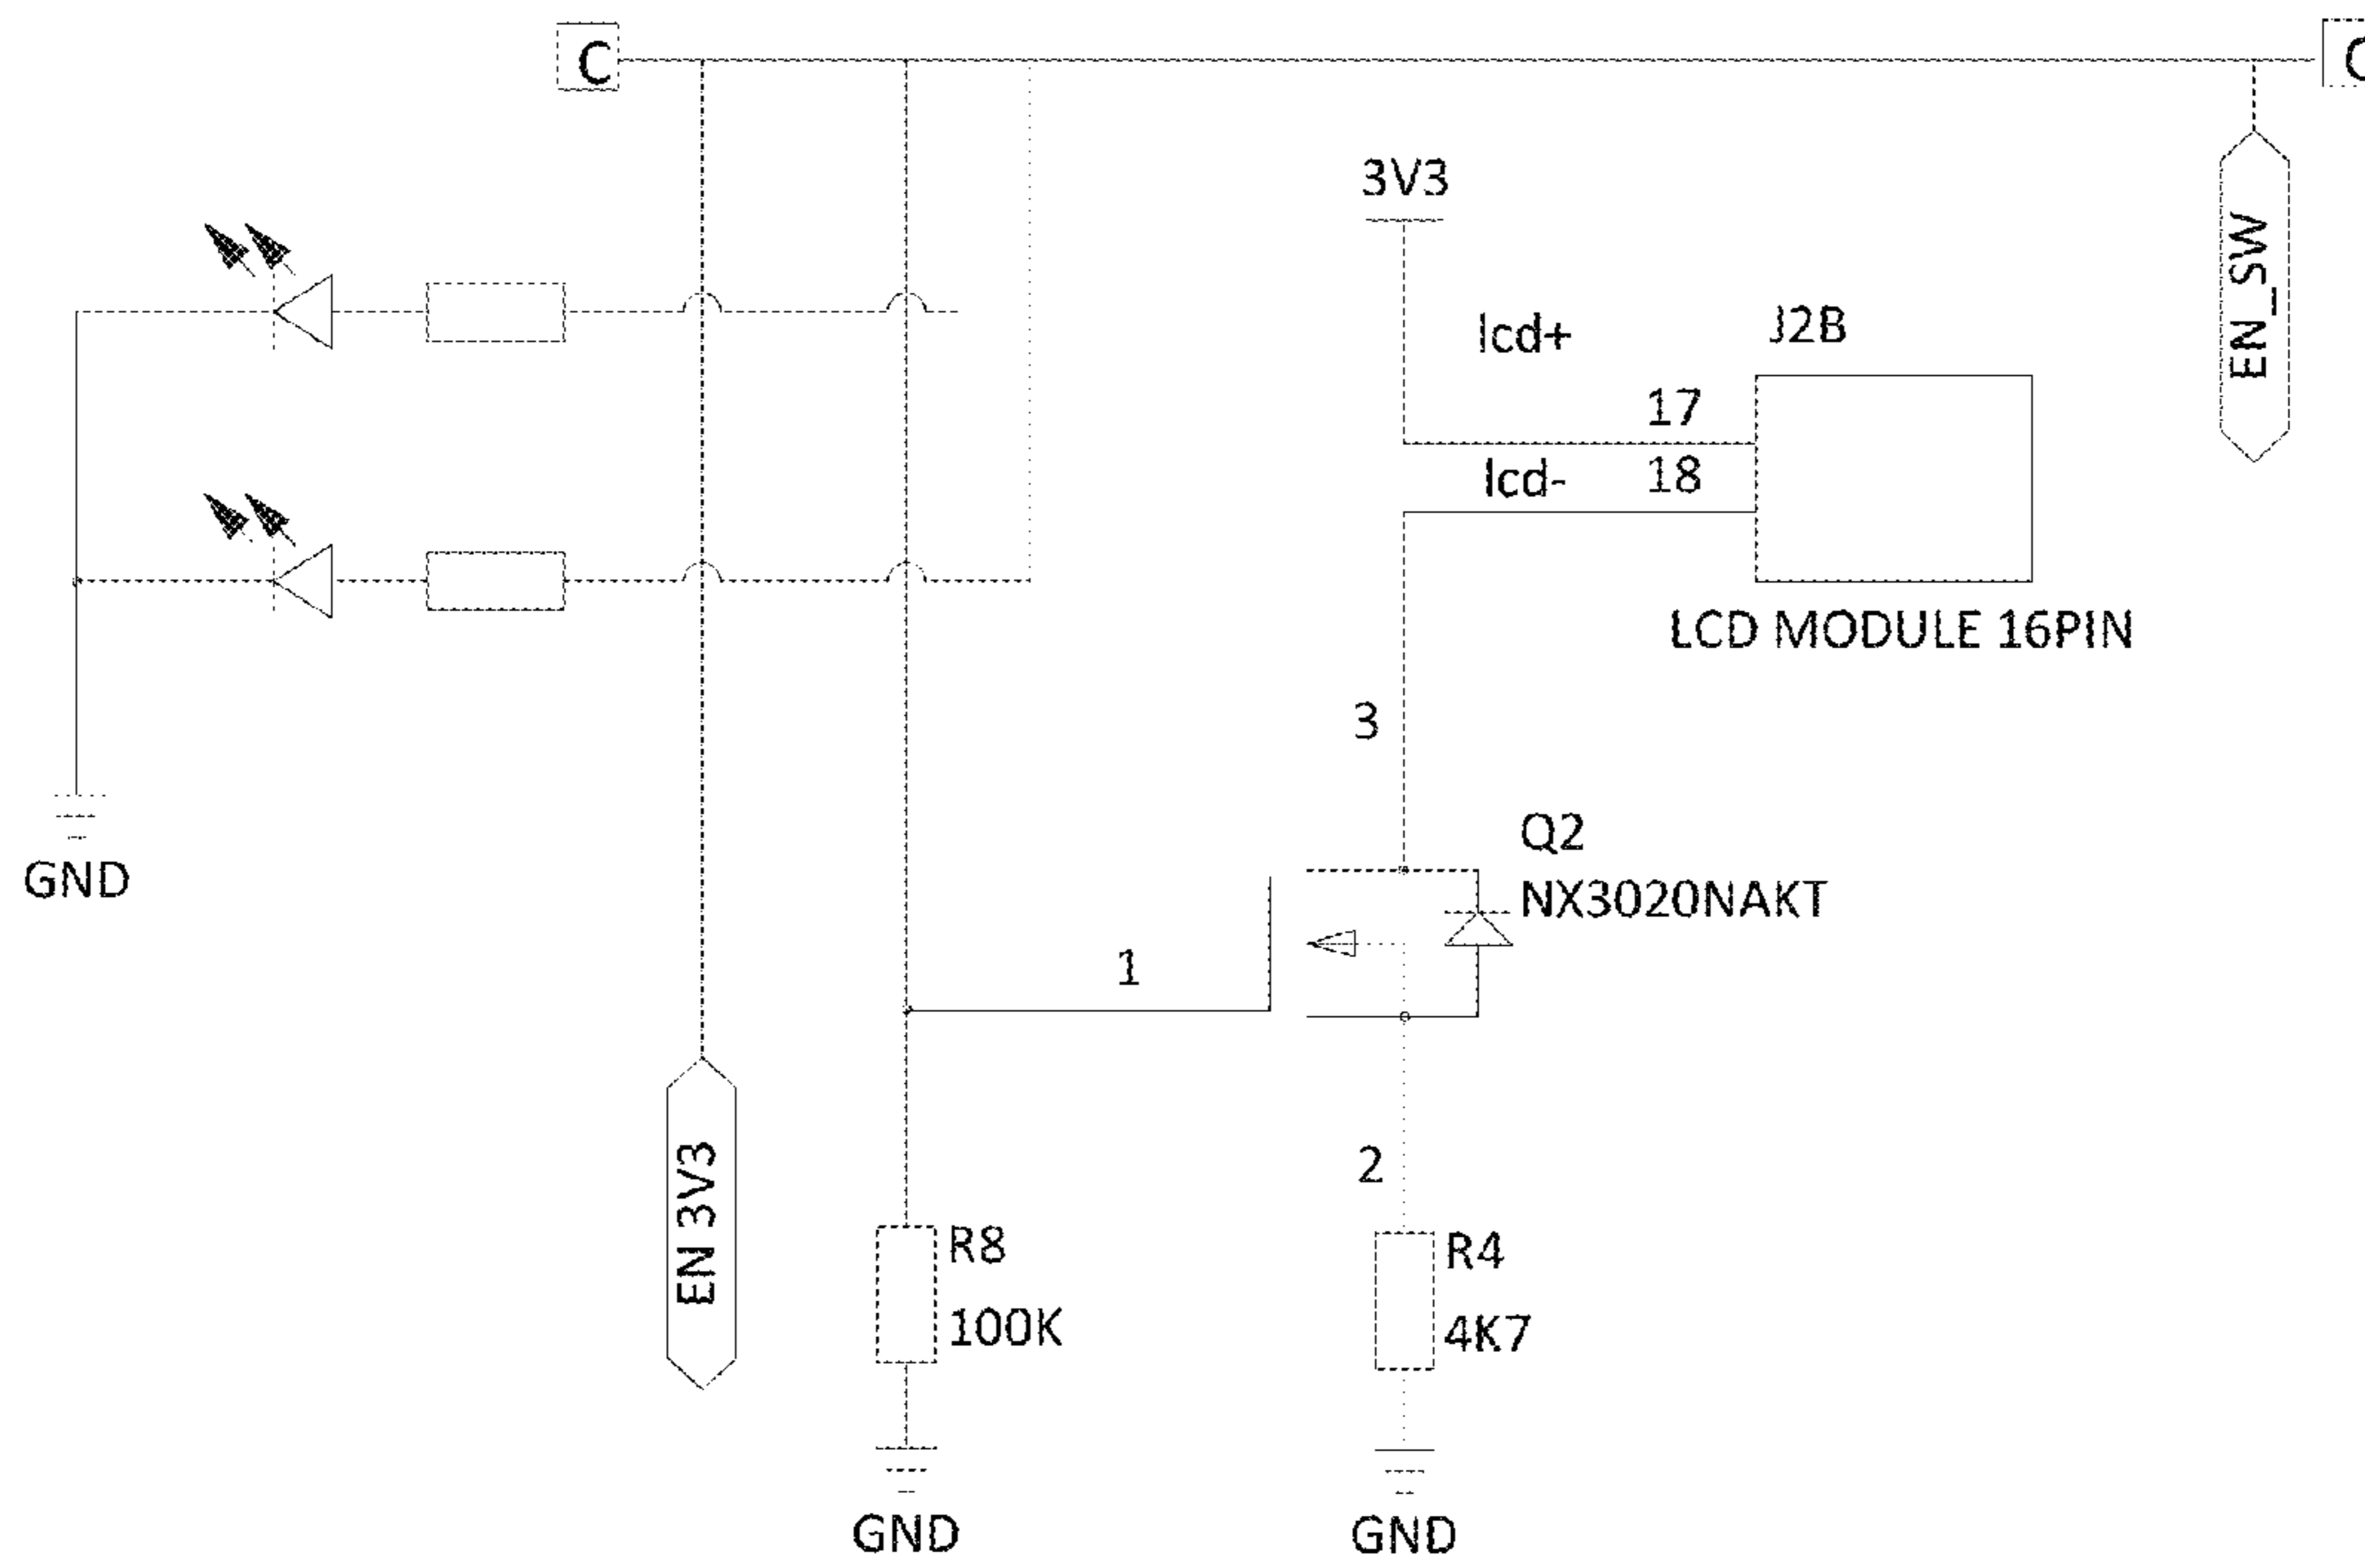 C
C
3V3
EN_SW
lcd+
J2B
17
lcd-
18
LCD MODULE 16PIN
3
Q2
NX3020NAKT
GND
1
EN 3V3
2
R8
100K
R4
4K7
GND
GND